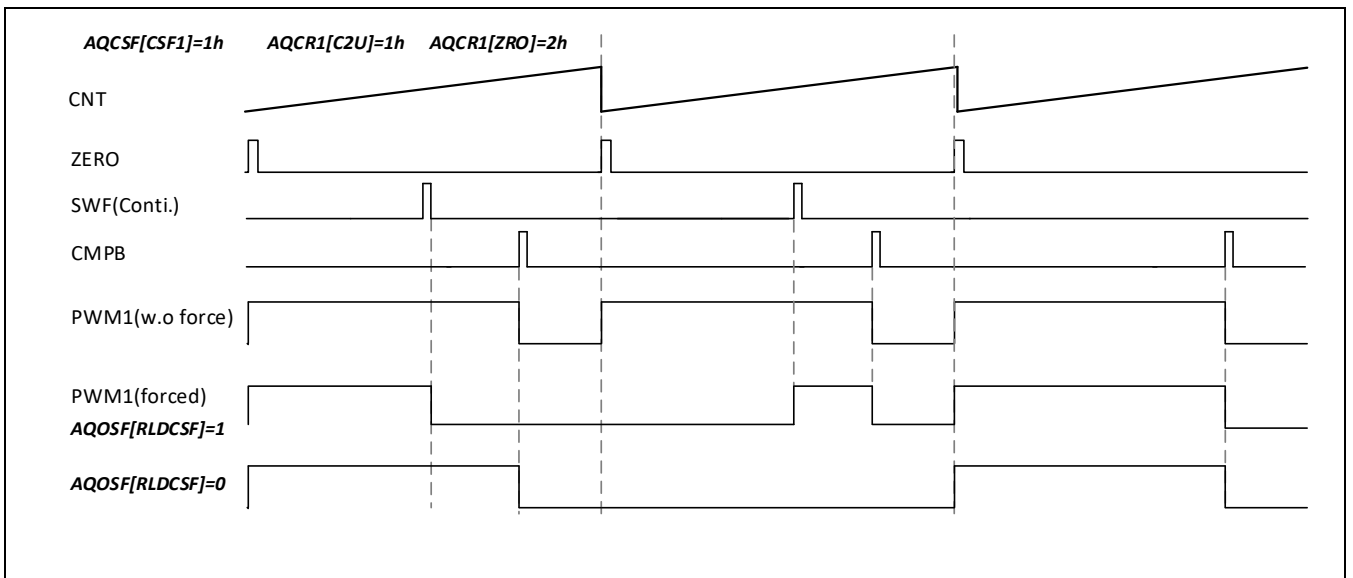 AQCSF[CSF1]=1h AQCR1[C2U]=1h AQCR1[ZRO]=2h
CNT
ZERO
SWF(Conti.)
CMPB
PWM1(w.o force)
PWM1(forced)
AQOSF[RLDCSF]=1
AQOSF[RLDCSF]=0